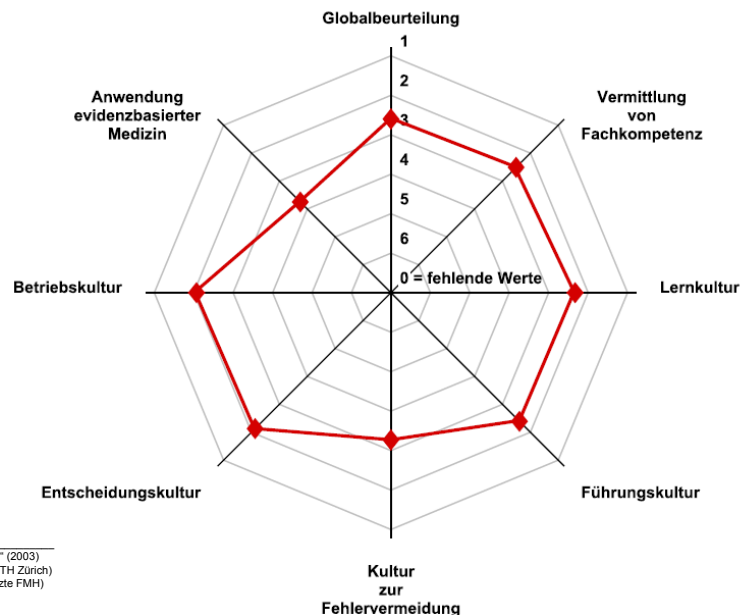 Globalbeurteilung
1
2
3
4
5
6
0 = fehlende Werte
Vermittlung
von
Fachkompetenz
Lernkultur
Führungskultur
Kultur
zur
Fehlervermeidung
Entscheidungskultur
Betriebskultur
Anwendung
evidenzbasierter
Medizin
" (2003)
TH Zürich)
zte FMH)